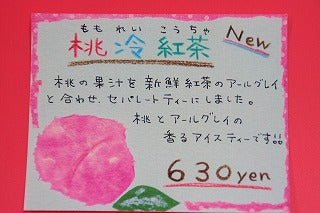 ももれいこうちゃ
桃冷紅茶 New
桃の果汁を新鮮紅茶のアールグレイ
と合わせ、セパレートティーにしました。
桃とアールグレイの
香るアイスティーです!!
630yen